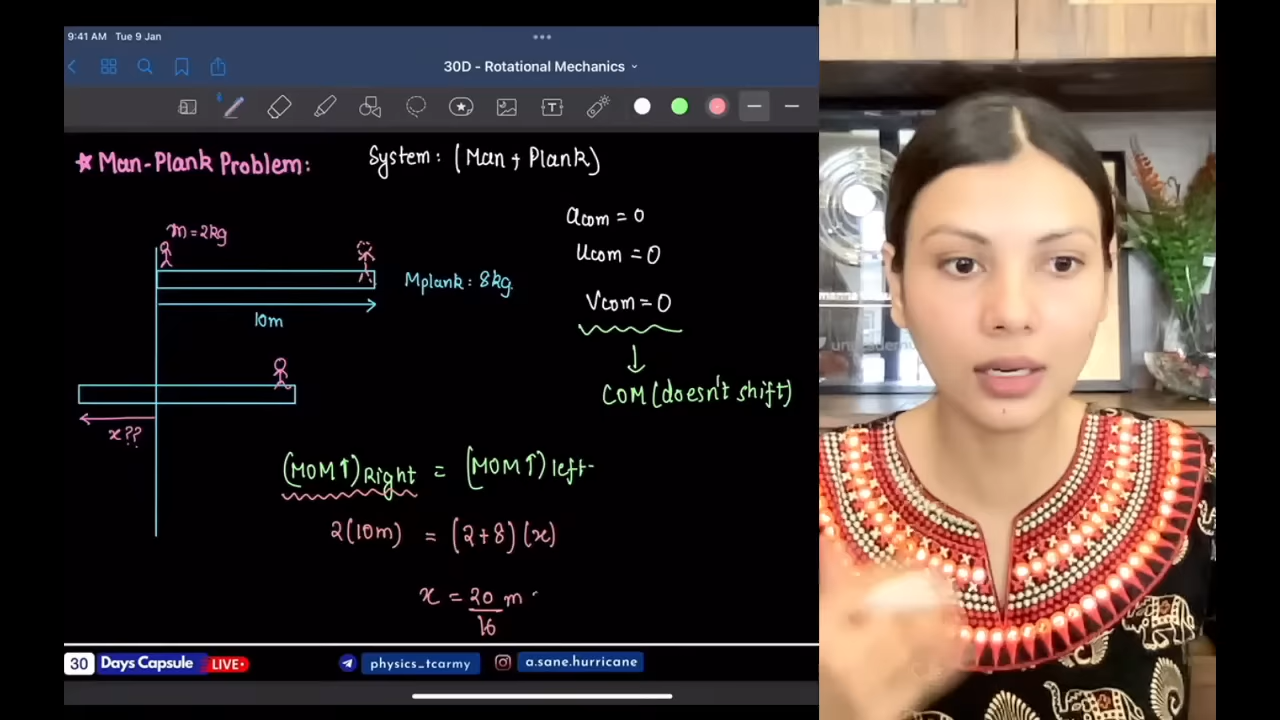 9:41 AM Tue 9 Jan
30D - Rotational Mechanics
★ Man-Plank Problem:
System: (Man + Plank)
m = 2kg
Mplank: 8kg.
10m
acom = 0
ucom = 0
Vcom = 0
COM (doesn't shift)
x??
(MOM↑)Right = (MOM↑)left
2(10m) = (2+8)(x)
x = 20/16 m
30 Days Capsule LIVE
physics_tcarmy
a.sane.hurricane